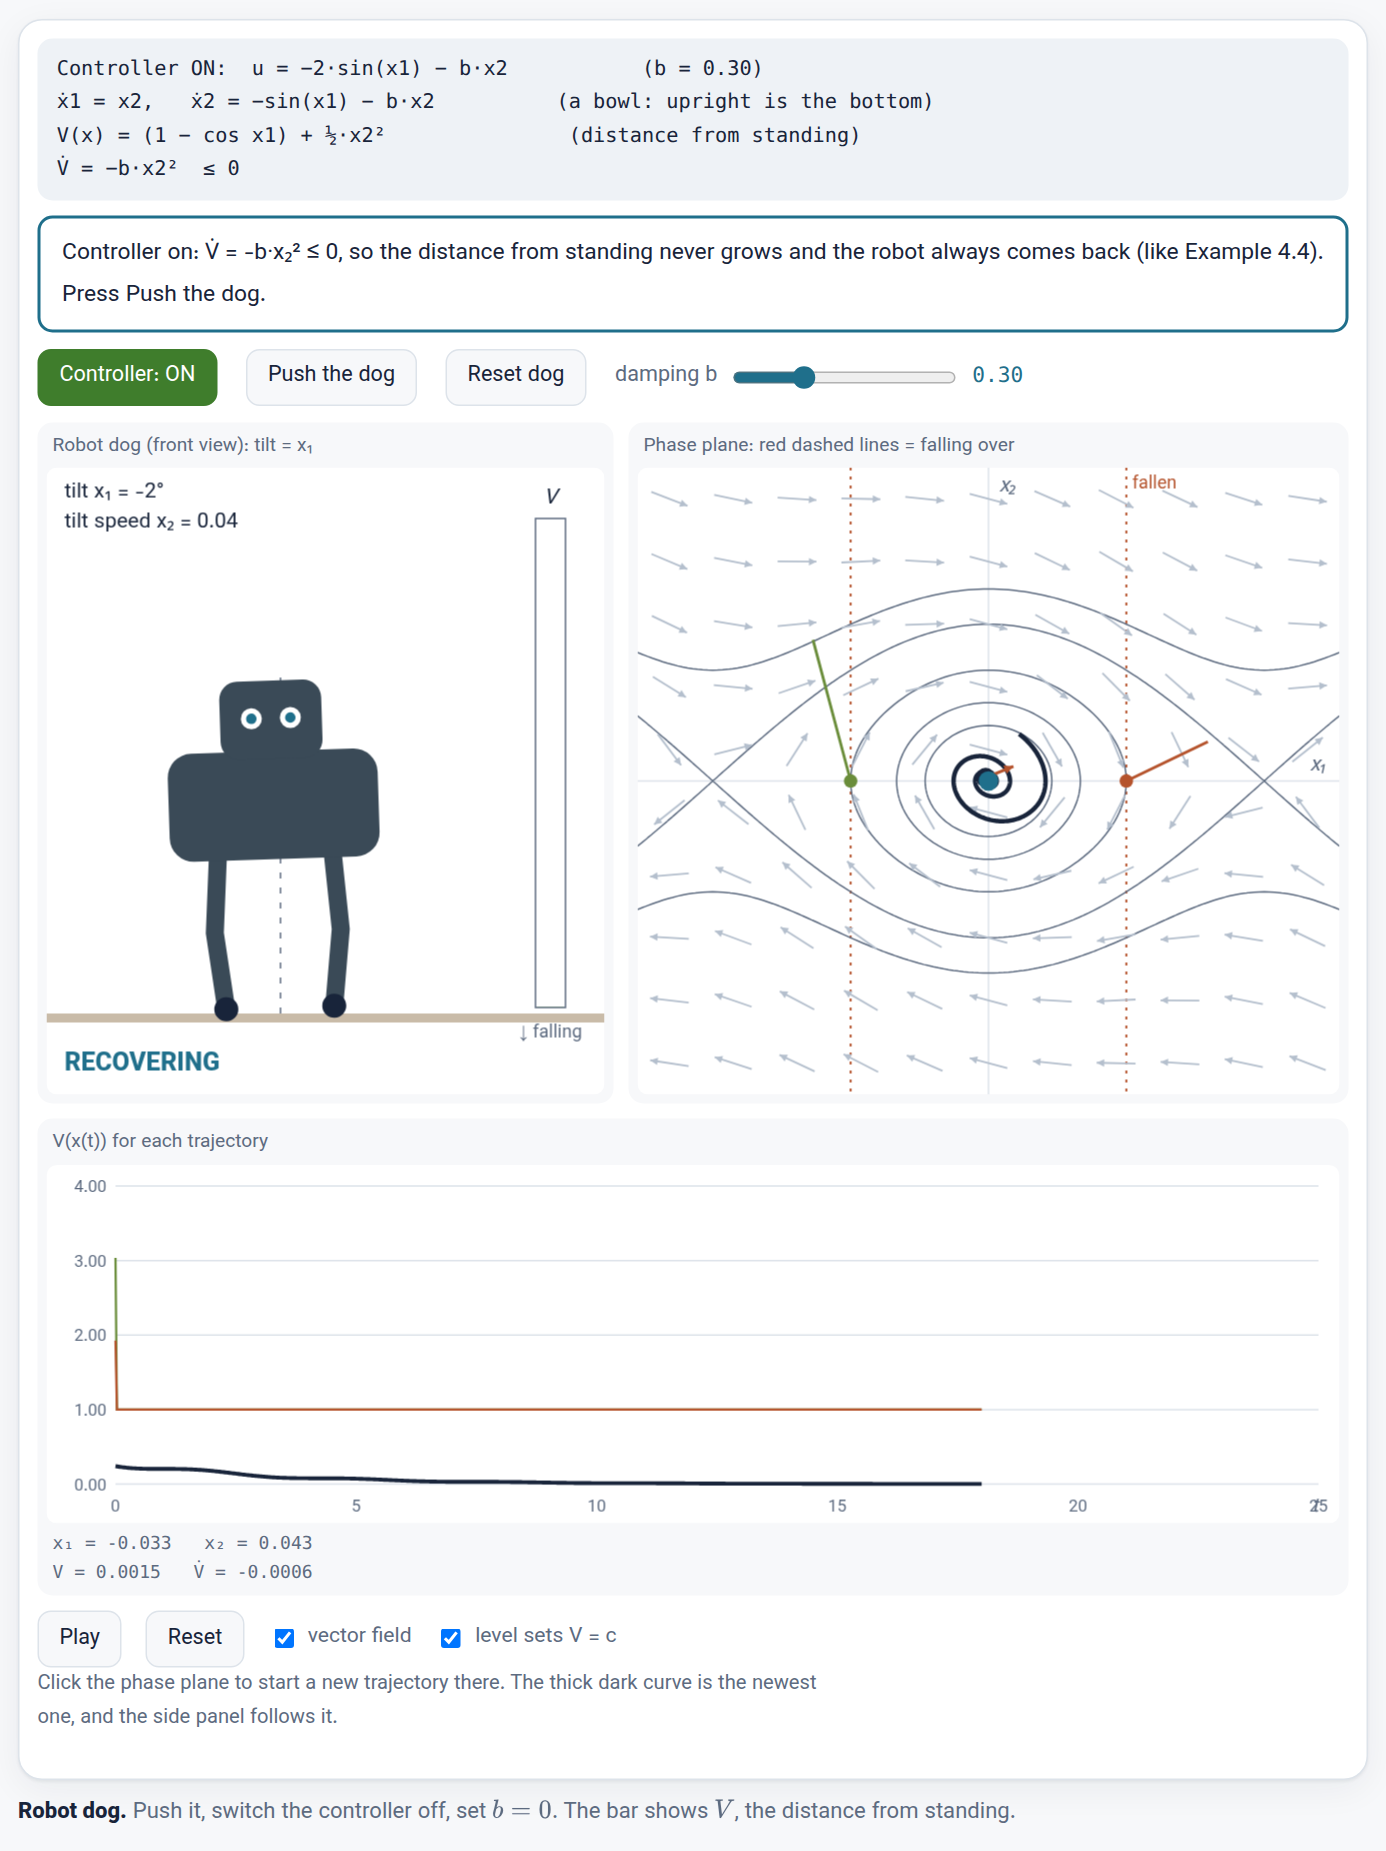 Controller ON:  u = −2·sin(x1) − b·x2           (b = 0.30)
ẋ1 = x2,   ẋ2 = −sin(x1) − b·x2          (a bowl: upright is the bottom)
V(x) = (1 − cos x1) + ½·x2²               (distance from standing)
V̇ = −b·x2²  ≤ 0
Controller on: V̇ = −b·x₂² ≤ 0, so the distance from standing never grows and the robot always comes back (like Example 4.4).
Press Push the dog.
Controller: ON
Push the dog
Reset dog
damping b
0.30
Robot dog (front view): tilt = x₁
tilt x₁ = −2°
tilt speed x₂ = 0.04
V
↓ falling
RECOVERING
Phase plane: red dashed lines = falling over
x₂
fallen
x₁
V(x(t)) for each trajectory
4.00
3.00
2.00
1.00
0.00
0 5 10 15 20 25
x₁ = -0.033   x₂ = 0.043
V = 0.0015   V̇ = -0.0006
Play
Reset
vector field
level sets V = c
Click the phase plane to start a new trajectory there. The thick dark curve is the newest
one, and the side panel follows it.
Robot dog. Push it, switch the controller off, set b = 0. The bar shows V, the distance from standing.